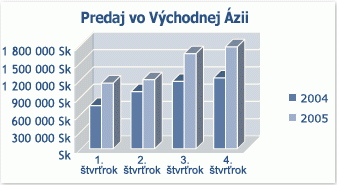 Predaj vo Východnej Ázii
1 800 000 Sk
1 500 000 Sk
1 200 000 Sk
900 000 Sk
600 000 Sk
300 000 Sk
Sk
1. 2. 3. 4.
štvrťrok štvrťrok štvrťrok štvrťrok
2004
2005